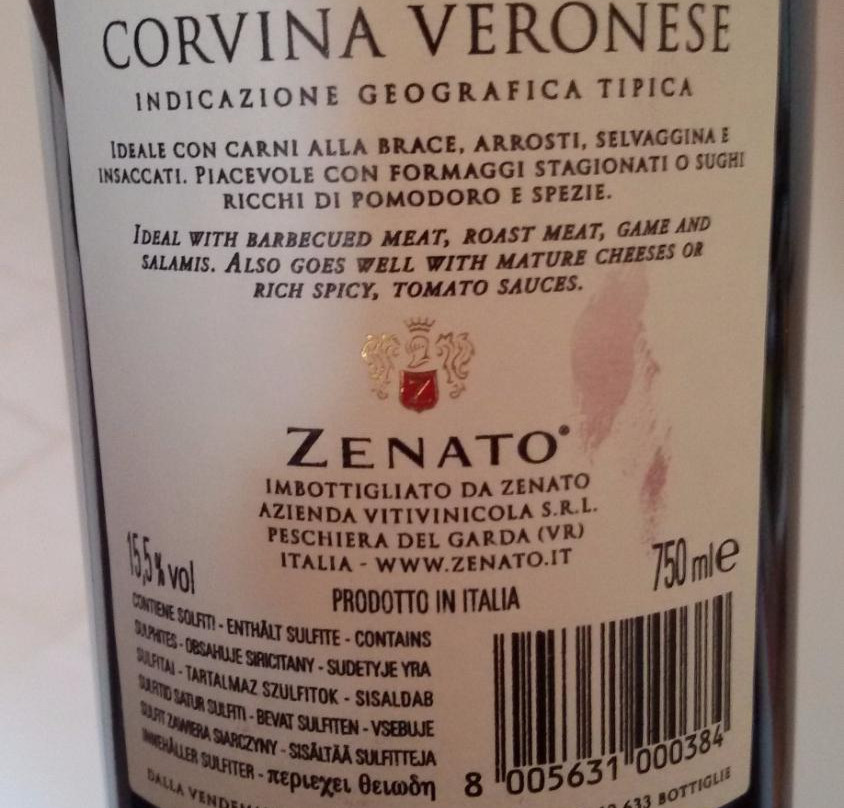 CORVINA VERONESE
INDICAZIONE GEOGRAFICA TIPICA
IDEALE CON CARNI ALLA BRACE, ARROSTI, SELVAGGINA E
INSACCATI. PIACEVOLE CON FORMAGGI STAGIONATI O SUGHI
RICCHI DI POMODORO E SPEZIE.
IDEAL WITH BARBECUED MEAT, ROAST MEAT, GAME AND
SALAMIS. ALSO GOES WELL WITH MATURE CHEESES OR
RICH SPICY, TOMATO SAUCES.
Z
ZENATO®
IMBOTTIGLIATO DA ZENATO
AZIENDA VITIVINICOLA S.R.L.
PESCHIERA DEL GARDA (VR)
ITALIA - WWW.ZENATO.IT
15,5% vol
750 ml e
PRODOTTO IN ITALIA
CONTIENE SOLFITI - ENTHÄLT SULFITE - CONTAINS
SULPHITES - OBSAHUJE SIRICITANY - SUDETYJE YRA
SULFITAI - TARTALMAZ SZULFITOK - SISALDAB
SULFITID SATUR SULFITI - BEVAT SULFITEN - VSEBUJE
SULFIT ZAWIERA SIARCZYNY - SISÄLTÄÄ SULFITTEJA
INNEHÅLLER SULFITER - περιεχει θειωδη
8 005631 000384
DALLA
633 BOTTIGLIE